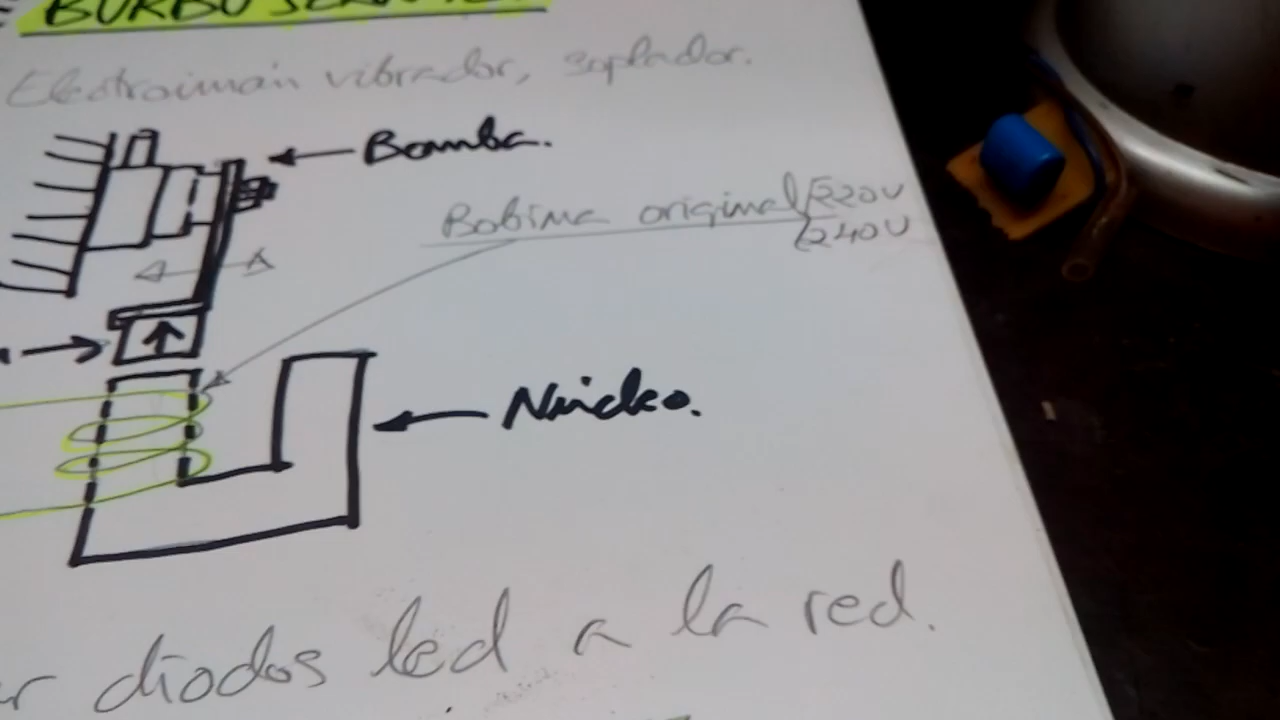 Electroimán vibrador, soplador.
Bomba.
Bobina original 220V
240V
Núcleo.
diodos led a la red.